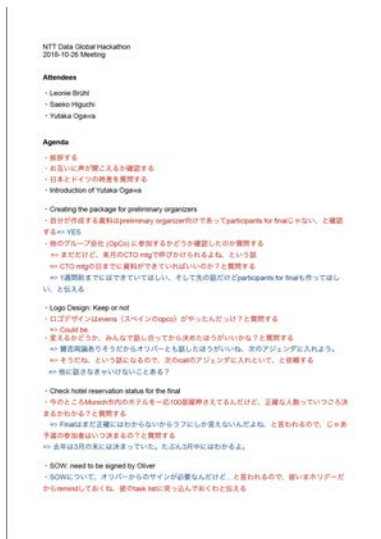 NTT Data Global Hackathon
2018-10-26 Meeting
Attendees
・Leonie Brühl
・Saeko Higuchi
・Yutaka Ogawa
Agenda
・挨拶する
・お互いに声が聞こえるか確認する
・日本とドイツの時差を質問する
・Introduction of Yutaka Ogawa
・Creating the package for preliminary organizers
・自分が作成する資料はpreliminary organizer向けであってparticipants for finalじゃない、と確認
する=> YES
・他のグループ会社 (OpCo) に参加するかどうか確認したのか質問する
=> まだだけど、来月のCTO mtgで呼びかけられるよね、という話
=> CTO mtgの日までに資料ができていればいいのか？と質問する
=> 1週間前までにはできていてほしい、そして先の話だけどparticipants for finalも作ってほし
い、と伝える
・Logo Design: Keep or not
・ロゴデザインはeveris（スペインのopco）がやったんだっけ？と質問する
=> Could be
・変えるかどうか、みんなで話し合ってから決めたほうがいいかな？と質問する
=> 賛否両論ありそうだからオリバーとも話したほうがいいね、次のアジェンダに入れよう。
=> そうだね、という話になるので、次のcallのアジェンダに入れといて、と依頼する
=> 他に話さなきゃいけないことある？
・Check hotel reservation status for the final
・今のところMunich市内のホテルを一応100部屋押さえてるんだけど、正確な人数っていつごろ決
まるかわかる？と質問する
=> Finalはまだ正確にはわからないからラフにしか言えないんだよね、と言われるので、じゃあ
予選の参加者はいつ決まるの？と質問する
=> 去年は3月の末には決まっていた。たぶん3月中にはわかるよ。
・SOW: need to be signed by Oliver
・SOWについて、オリバーからのサインが必要なんだけど…と言われるので、彼いまホリデーだ
からremindしておくね、彼のtask listに突っ込んでおくわと伝える